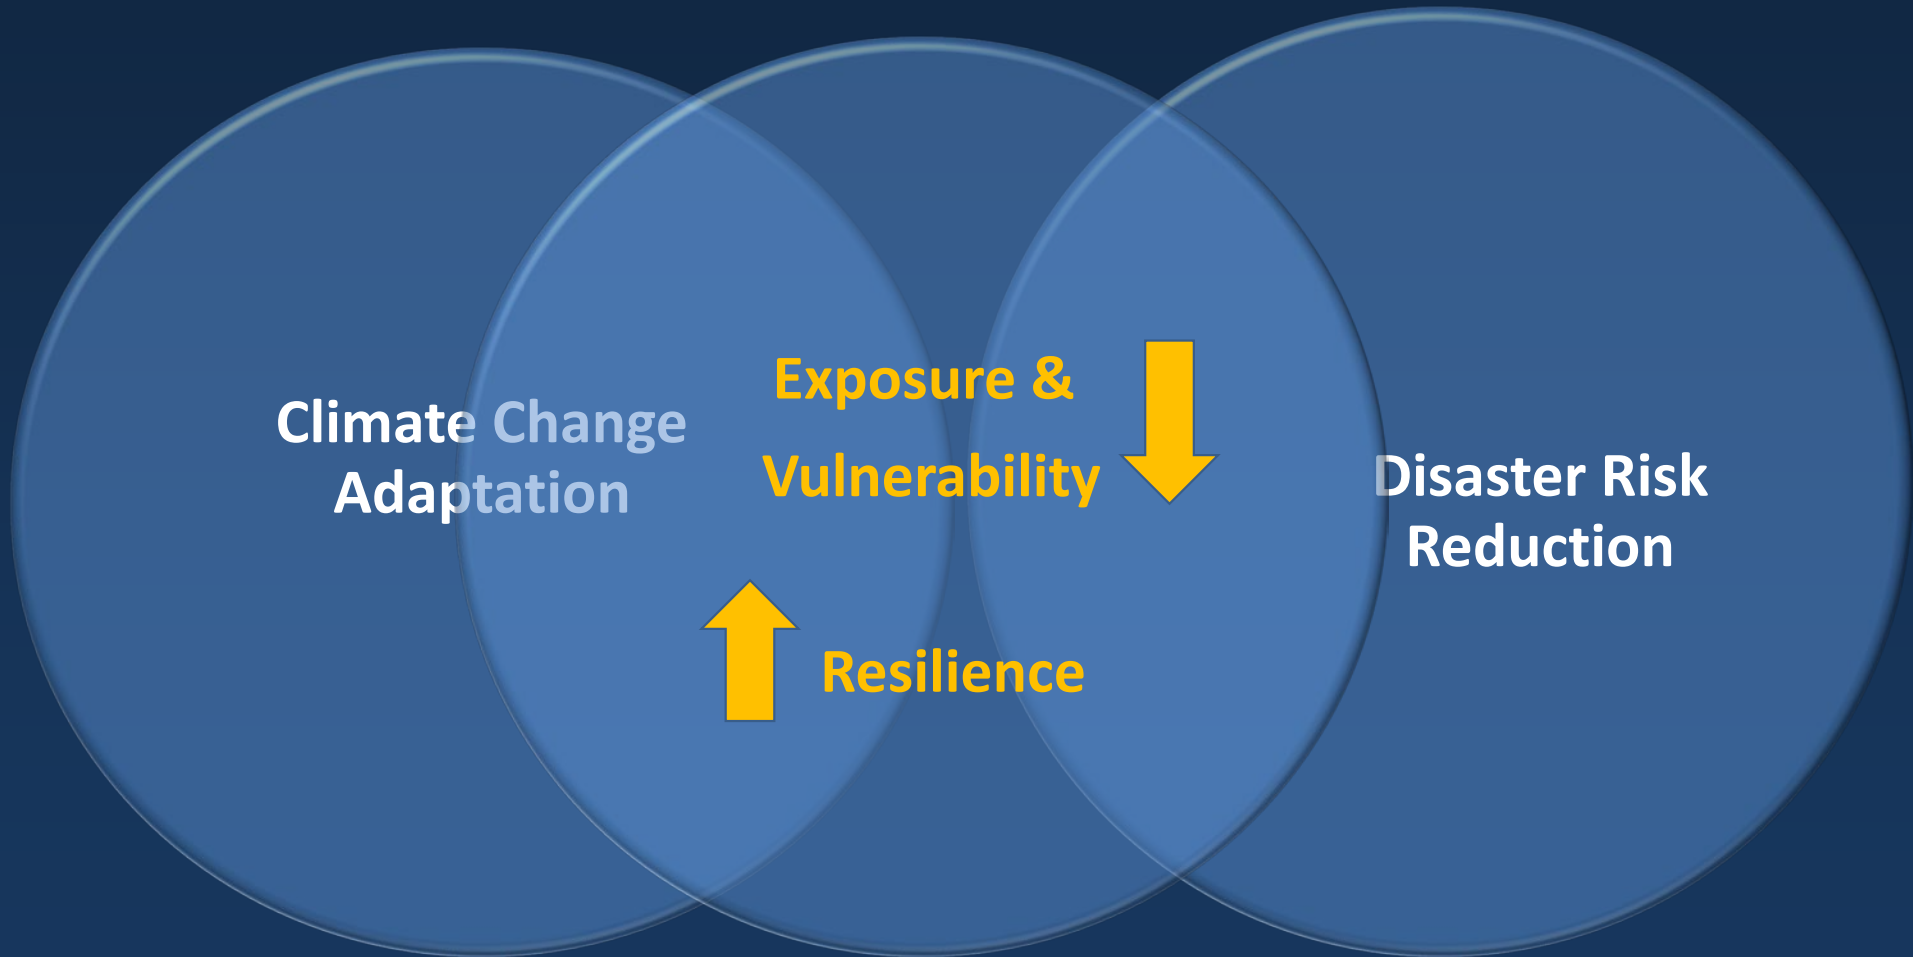 Climate Change
Adaptation
Exposure &
Vulnerability
Resilience
Disaster Risk
Reduction